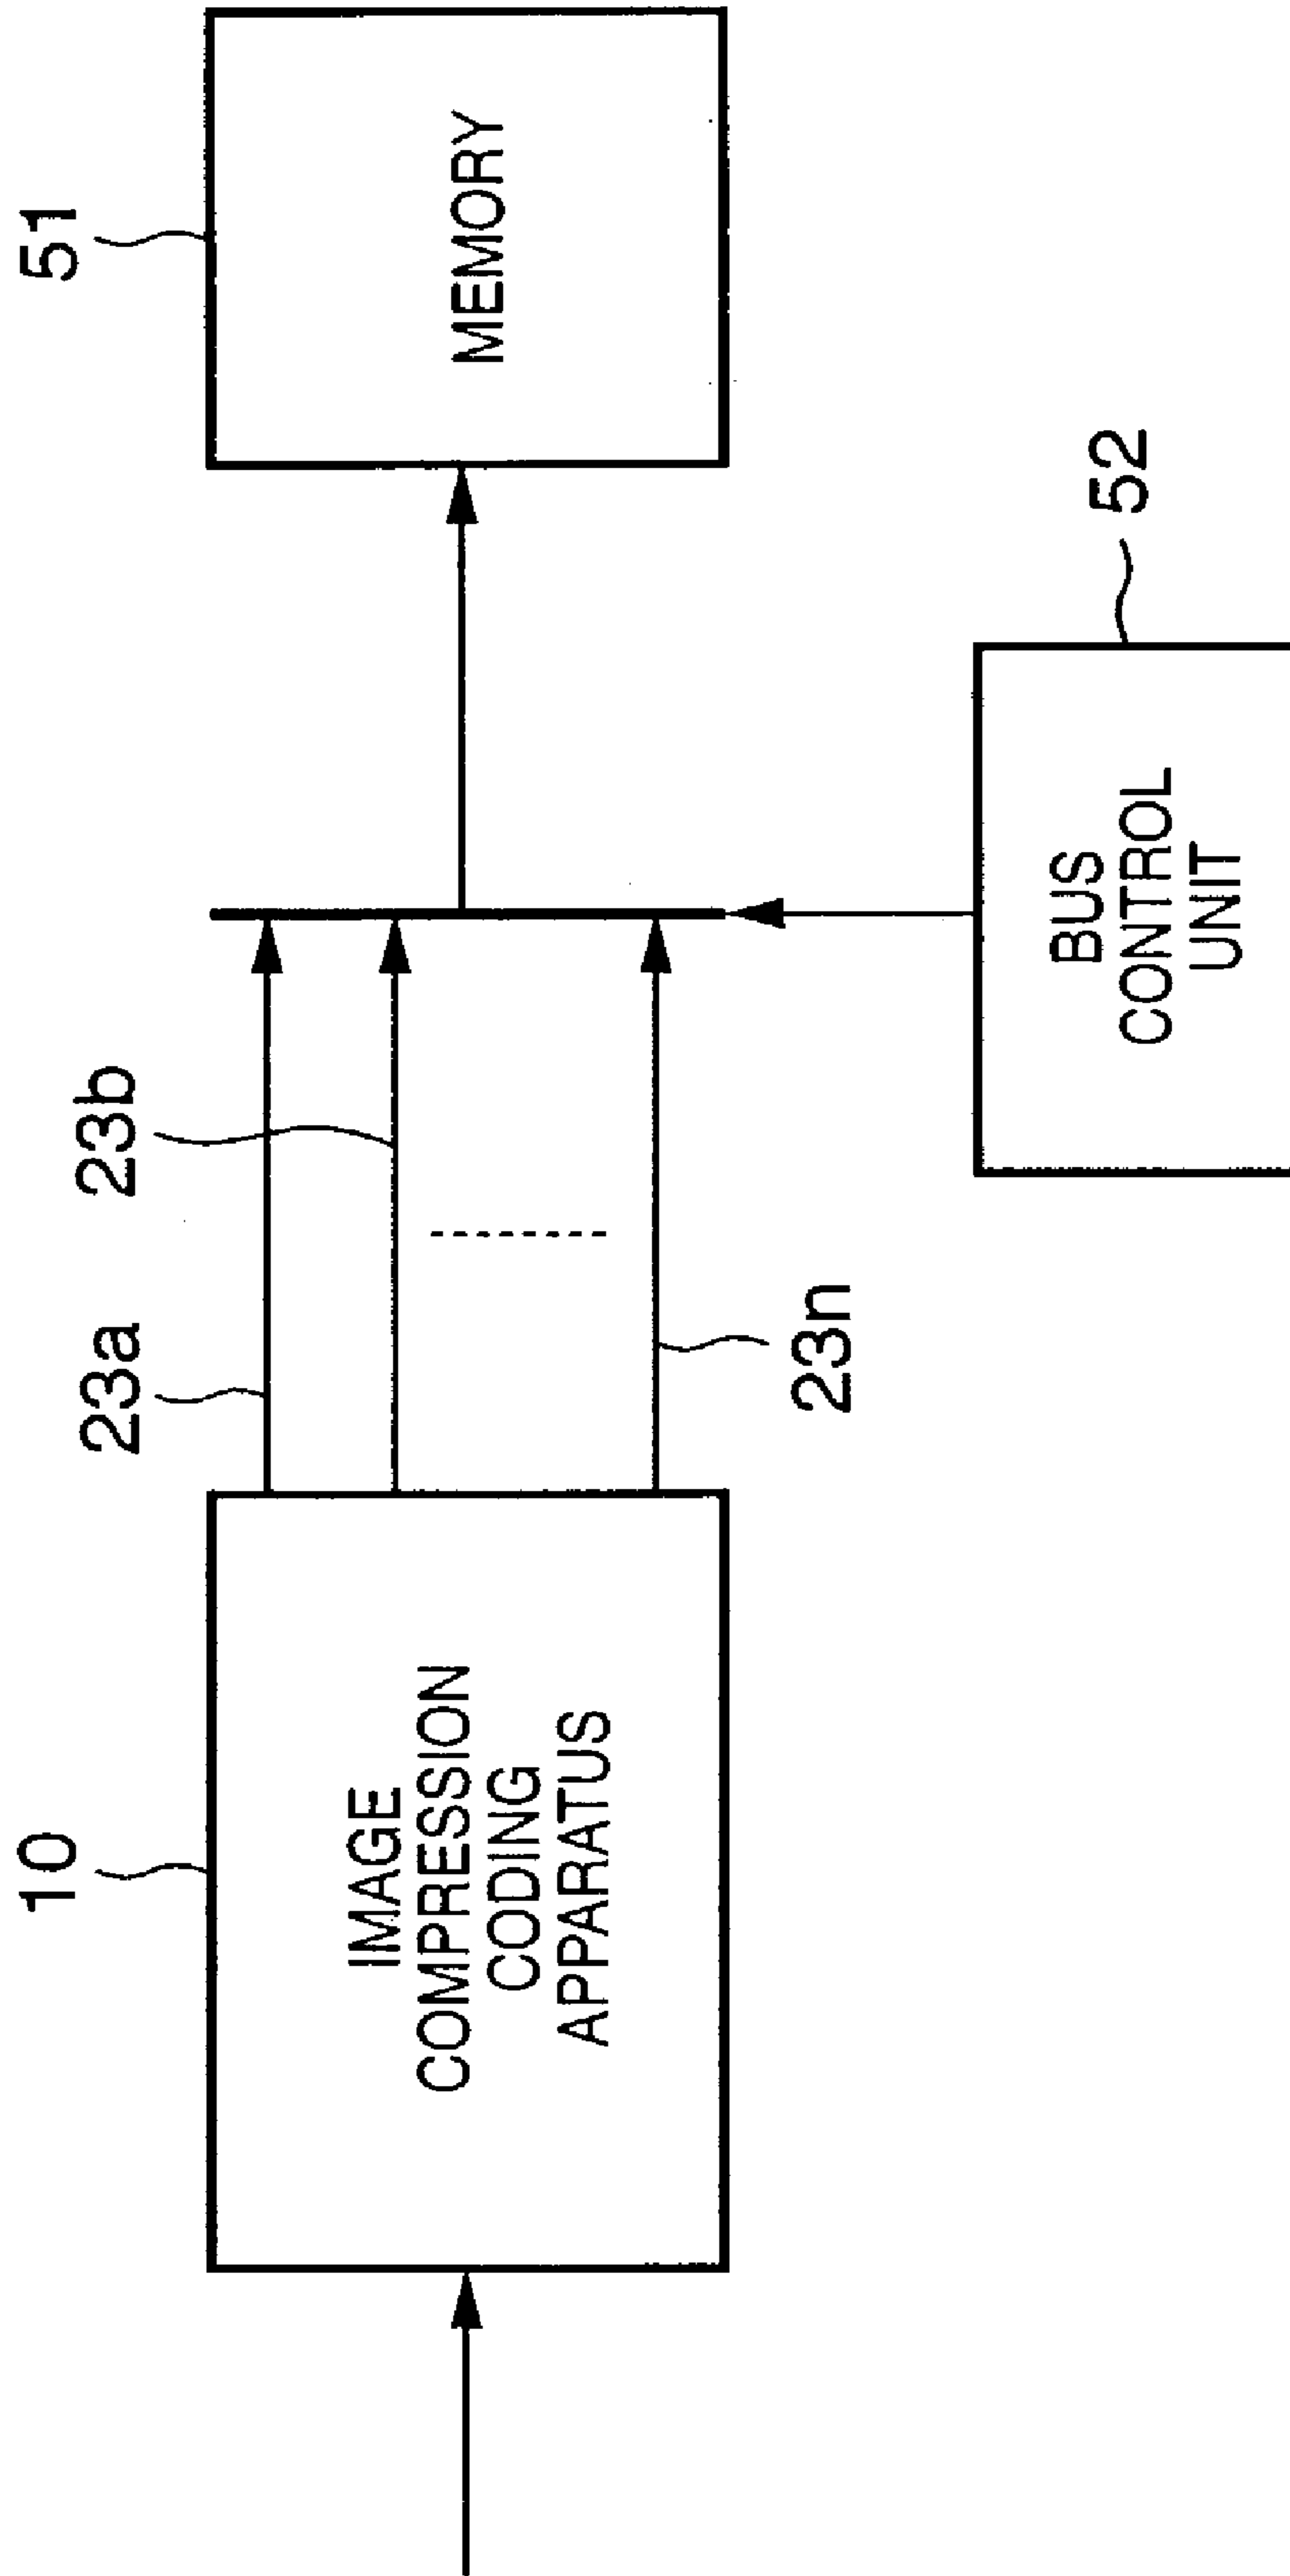 10
IMAGE
COMPRESSION
CODING
APPARATUS
23a
23b
23n
51
MEMORY
52
BUS
CONTROL
UNIT